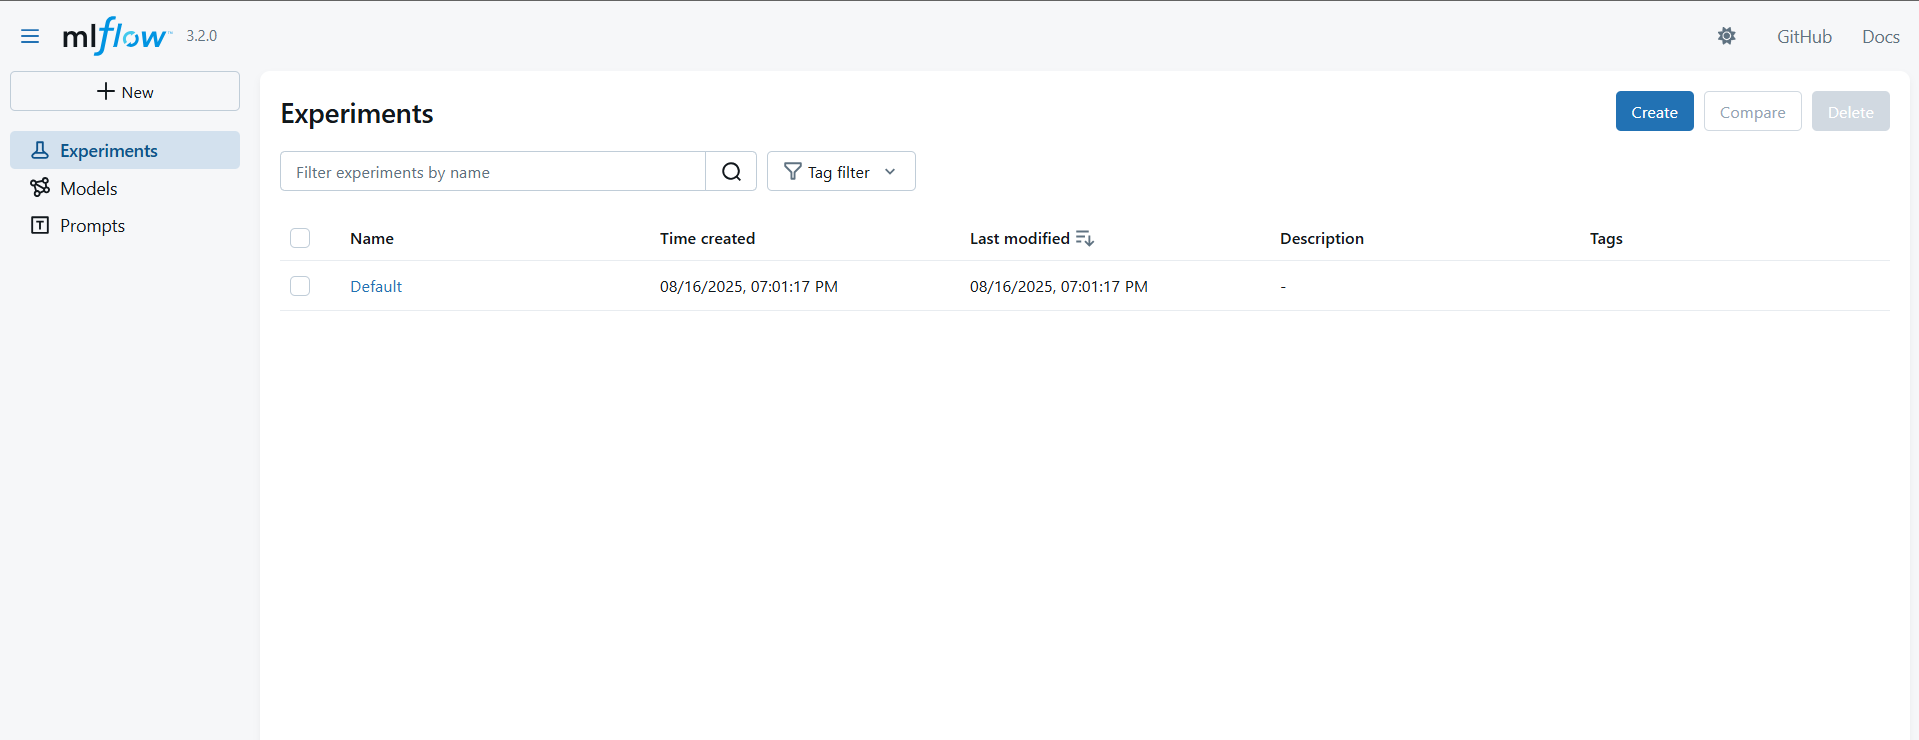 mlflow™ 3.2.0
GitHub Docs
New
Experiments
Models
Prompts
Experiments
Create Compare Delete
Filter experiments by name
Tag filter
Name Time created Last modified Description Tags
Default 08/16/2025, 07:01:17 PM 08/16/2025, 07:01:17 PM -